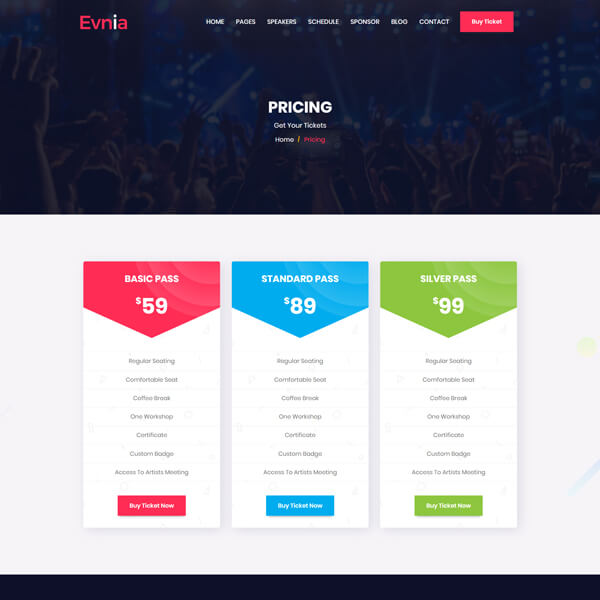 Evnia
HOME PAGES SPEAKERS SCHEDULE SPONSOR BLOG CONTACT Buy Ticket
PRICING
Get Your Tickets
Home / Pricing
BASIC PASS
$59
Regular Seating
Comfortable Seat
Coffee Break
One Workshop
Certificate
Custom Badge
Access To Artists Meeting
Buy Ticket Now
STANDARD PASS
$89
Regular Seating
Comfortable Seat
Coffee Break
One Workshop
Certificate
Custom Badge
Access To Artists Meeting
Buy Ticket Now
SILVER PASS
$99
Regular Seating
Comfortable Seat
Coffee Break
One Workshop
Certificate
Custom Badge
Access To Artists Meeting
Buy Ticket Now